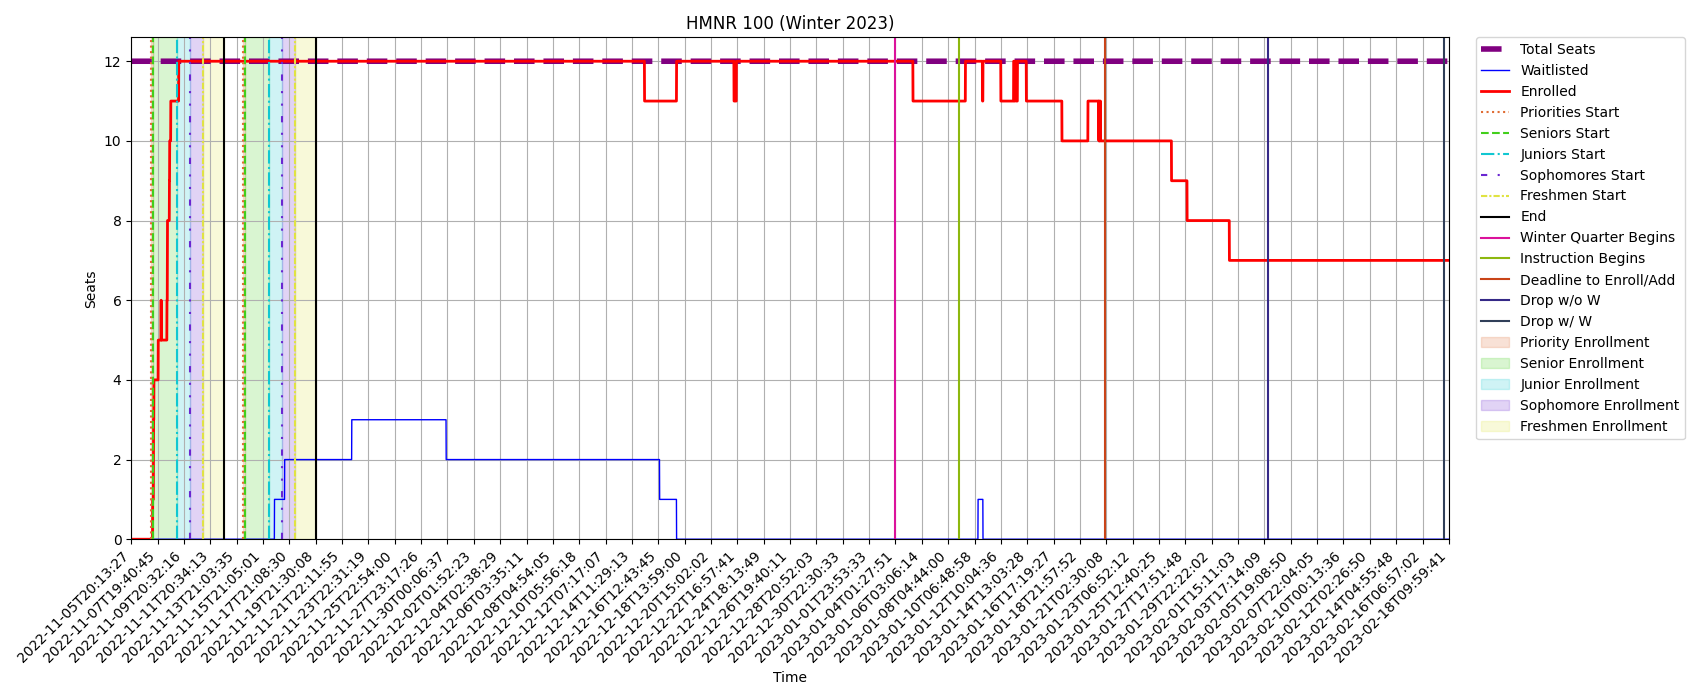 HMNR 100 (Winter 2023)
Seats
12
10
8
6
4
2
0
2022-11-05T20:13:27
2022-11-07T19:40:45
2022-11-09T20:32:16
2022-11-11T20:34:13
2022-11-13T21:03:35
2022-11-15T21:05:01
2022-11-17T21:08:30
2022-11-19T21:30:08
2022-11-21T22:11:55
2022-11-23T22:31:19
2022-11-25T22:54:00
2022-11-27T23:17:26
2022-11-30T00:06:37
2022-12-02T01:52:23
2022-12-04T02:38:29
2022-12-06T03:35:11
2022-12-08T04:54:05
2022-12-10T05:56:18
2022-12-12T07:17:07
2022-12-14T11:29:13
2022-12-16T12:43:45
2022-12-18T13:59:00
2022-12-20T15:02:02
2022-12-22T16:57:41
2022-12-24T18:13:49
2022-12-26T19:40:11
2022-12-28T20:52:03
2022-12-30T22:30:33
2023-01-01T23:53:33
2023-01-04T01:27:51
2023-01-06T03:06:14
2023-01-08T04:44:00
2023-01-10T06:48:58
2023-01-12T10:04:36
2023-01-14T13:03:28
2023-01-16T17:19:27
2023-01-18T21:57:52
2023-01-21T02:30:08
2023-01-23T06:52:12
2023-01-25T12:40:25
2023-01-27T17:51:48
2023-01-29T22:22:02
2023-02-01T15:11:03
2023-02-03T17:14:09
2023-02-05T19:08:50
2023-02-07T22:04:05
2023-02-10T00:13:36
2023-02-12T02:26:50
2023-02-14T04:55:48
2023-02-16T06:57:02
2023-02-18T09:59:41
Time
Total Seats
Waitlisted
Enrolled
Priorities Start
Seniors Start
Juniors Start
Sophomores Start
Freshmen Start
End
Winter Quarter Begins
Instruction Begins
Deadline to Enroll/Add
Drop w/o W
Drop w/ W
Priority Enrollment
Senior Enrollment
Junior Enrollment
Sophomore Enrollment
Freshmen Enrollment